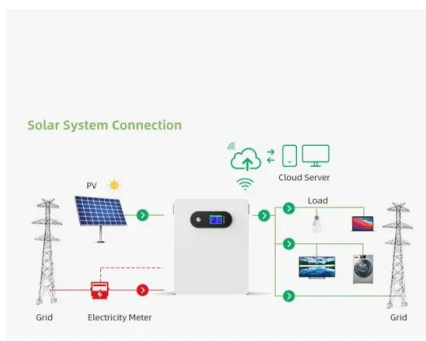 Solar System Connection
Cloud Server
PV
Load
Grid
Electricity Meter
Grid